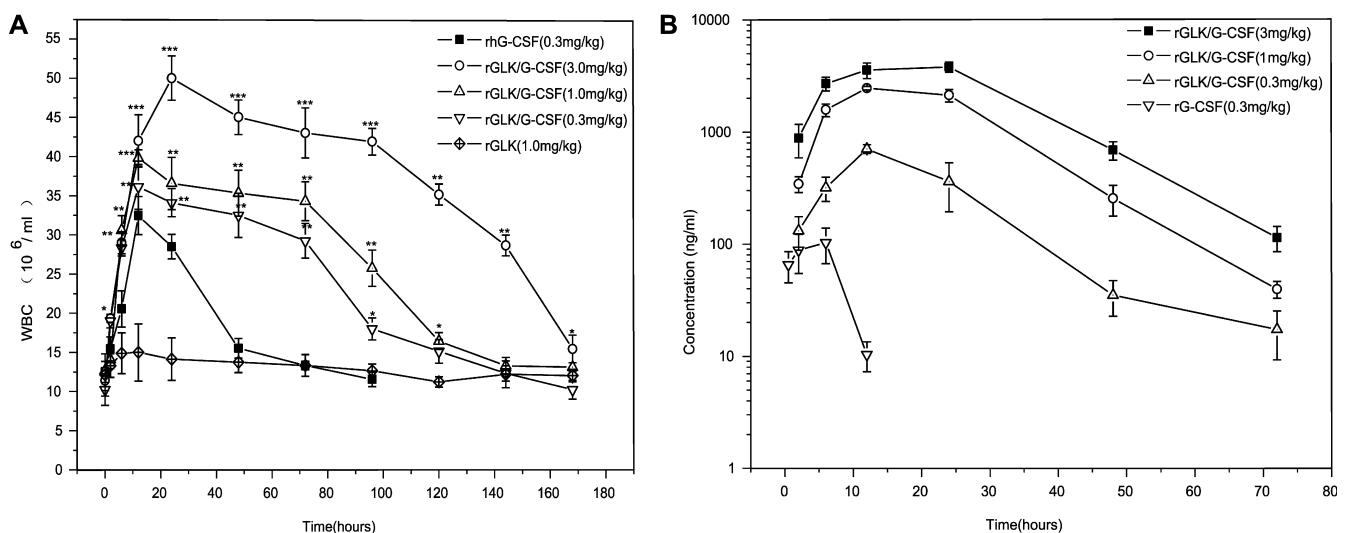 A
55
50
45
40
35
30
25
20
15
10
5
0
WBC （10 6/ ml ）
0 20 40 60 80 100 120 140 160 180
Time(hours)
rhG-CSF(0.3mg/kg)
rGLK/G-CSF(3.0mg/kg)
rGLK/G-CSF(1.0mg/kg)
rGLK/G-CSF(0.3mg/kg)
rGLK(1.0mg/kg)
*** *** *** *** ***
*** ** ** ** ** **
** ** ** ** ** **
** * * * *
B
10000
1000
100
10
1
Concentration (ng/ml)
0 10 20 30 40 50 60 70 80
Time(hours)
rGLK/G-CSF(3mg/kg)
rGLK/G-CSF(1mg/kg)
rGLK/G-CSF(0.3mg/kg)
rG-CSF(0.3mg/kg)